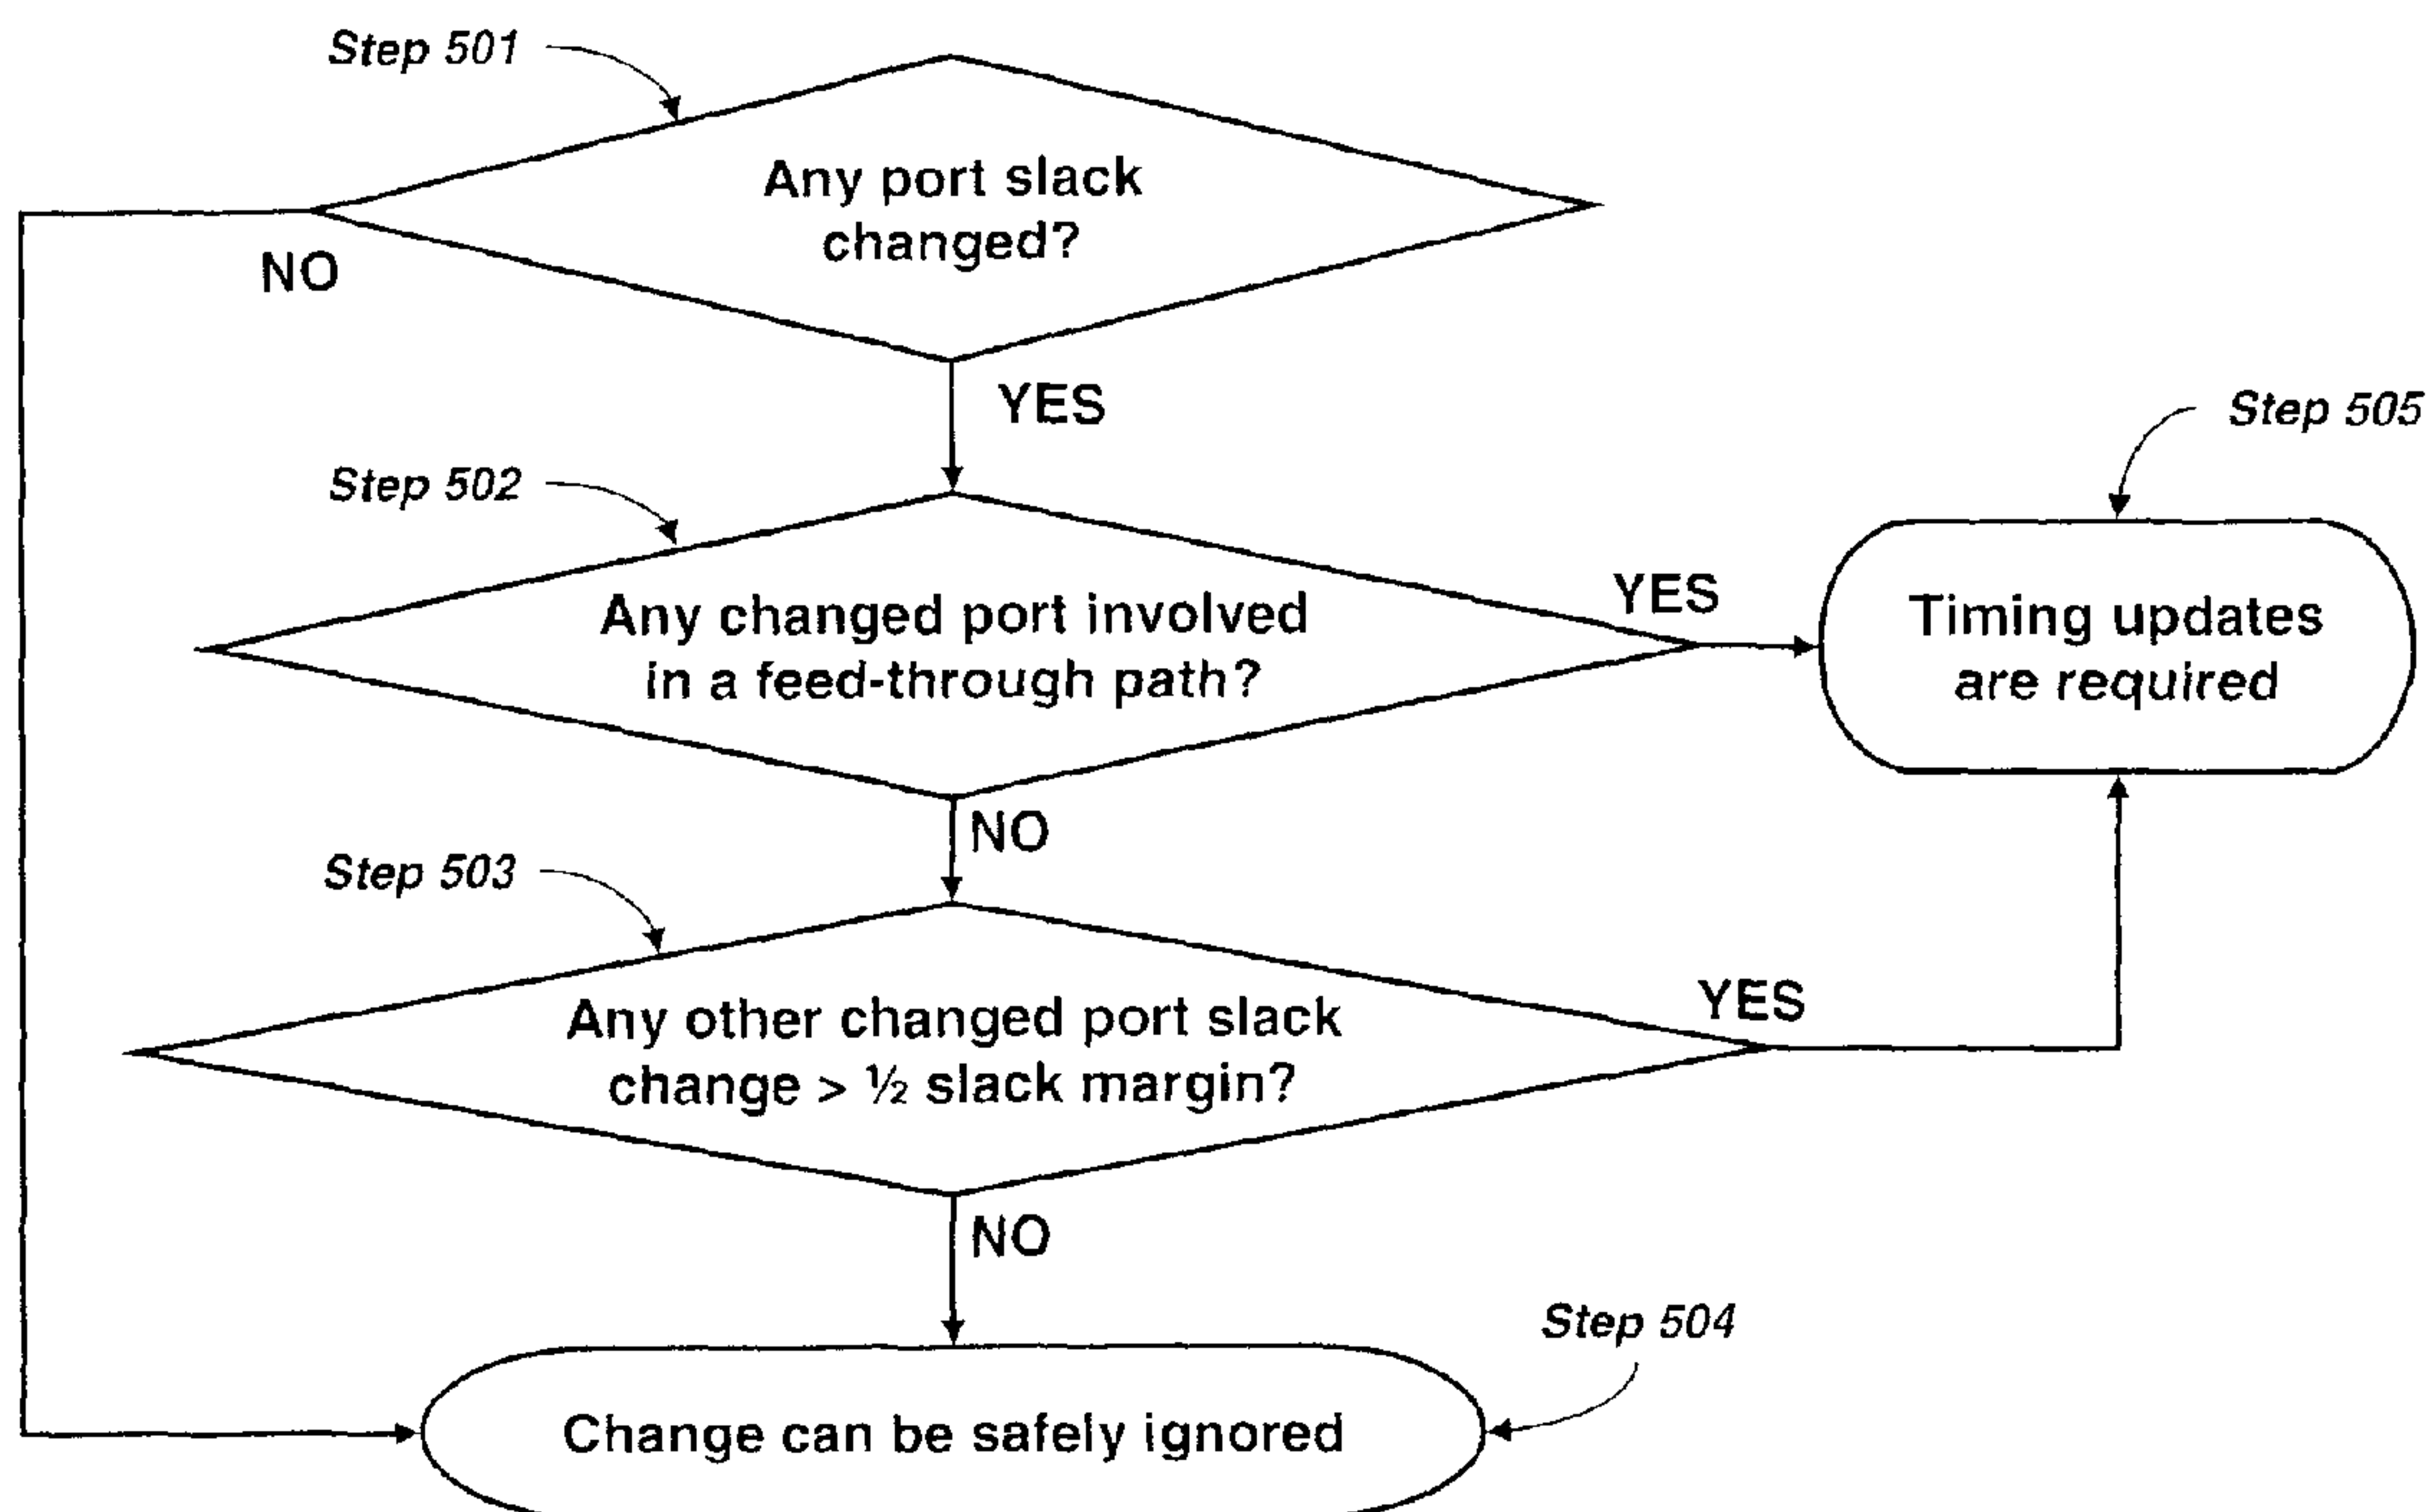 Step 501
Any port slack
changed?
NO
YES
Step 505
Step 502
Any changed port involved
in a feed-through path?
YES
Timing updates
are required
NO
Step 503
Any other changed port slack
change > ½ slack margin?
YES
NO
Step 504
Change can be safely ignored